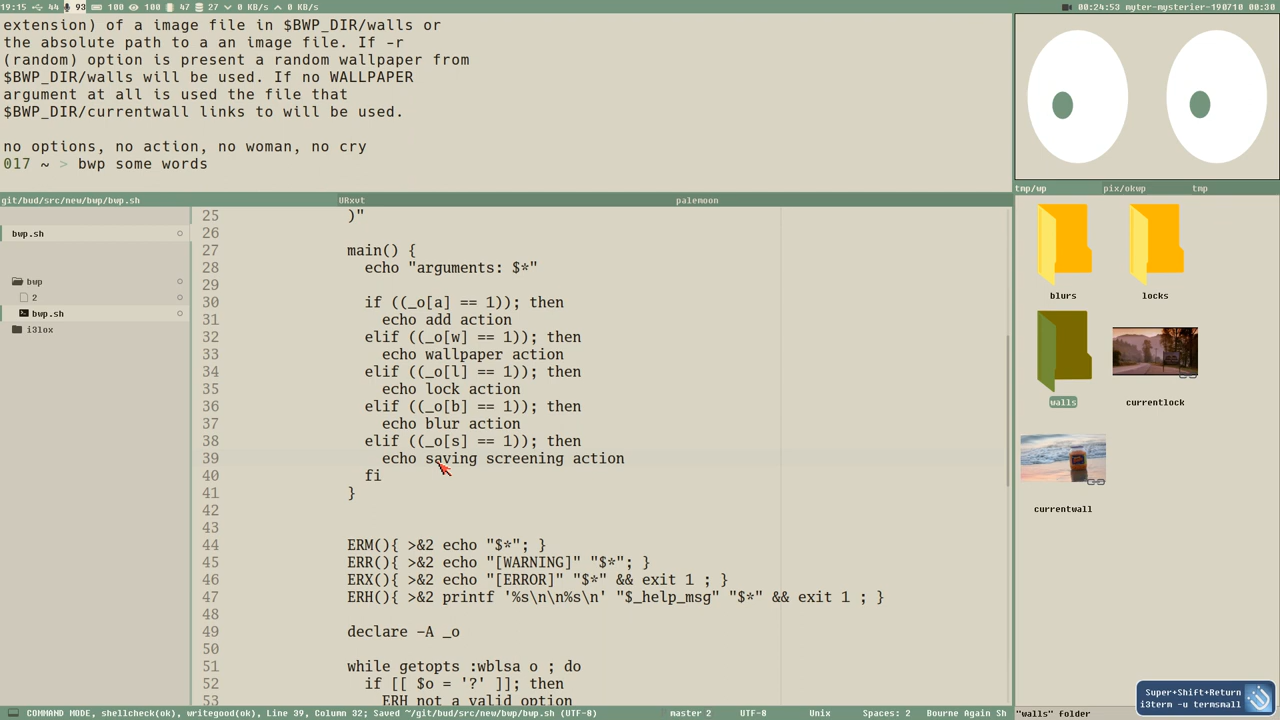 19:15 44 93 100 100 47 27 0 KB/s 0 KB/s
00:24:53 myter-mysterier-190710 00:30
extension) of a image file in $BWP_DIR/walls or
the absolute path to a an image file. If -r
(random) option is present a random wallpaper from
$BWP_DIR/walls will be used. If no WALLPAPER
argument at all is used the file that
$BWP_DIR/currentwall links to will be used.
no options, no action, no woman, no cry
017 ~ > bwp some words
git/bud/src/new/bwp/bwp.sh URxvt palemoon
bwp.sh
bwp
2
bwp.sh
i3lox
25 )"
26
27 main() {
28 echo "arguments: $*"
29
30 if ((_o[a] == 1)); then
31 echo add action
32 elif ((_o[w] == 1)); then
33 echo wallpaper action
34 elif ((_o[l] == 1)); then
35 echo lock action
36 elif ((_o[b] == 1)); then
37 echo blur action
38 elif ((_o[s] == 1)); then
39 echo saving screening action
40 fi
41 }
42
43
44 ERM(){ >&2 echo "$*"; }
45 ERR(){ >&2 echo "[WARNING]" "$*"; }
46 ERX(){ >&2 echo "[ERROR]" "$*" && exit 1 ; }
47 ERH(){ >&2 printf '%s\n\n%s\n' "$_help_msg" "$*" && exit 1 ; }
48
49 declare -A _o
50
51 while getopts :wblsa o ; do
52 if [[ $o = '?' ]]; then
53 ERH not a valid option
COMMAND MODE, shellcheck(ok), writegood(ok), Line 39, Column 32; Saved ~/git/bud/src/new/bwp/bwp.sh (UTF-8) master 2 UTF-8 Unix Spaces: 2 Bourne Again Sh
tmp/wp pix/okwp tmp
blurs locks
walls currentlock
currentwall
Super+Shift+Return
i3term -u termsmall
"walls" folder